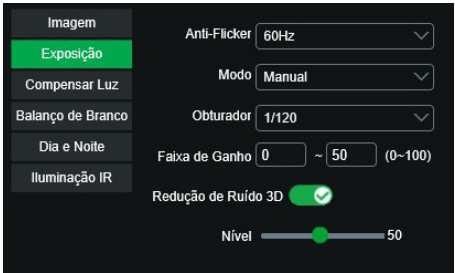 Imagem
Exposição
Compensar Luz
Balanço de Branco
Dia e Noite
Iluminação IR
Anti-Flicker 60Hz
Modo Manual
Obturador 1/120
Faixa de Ganho 0 ~ 50 (0~100)
Redução de Ruído 3D
Nível 50